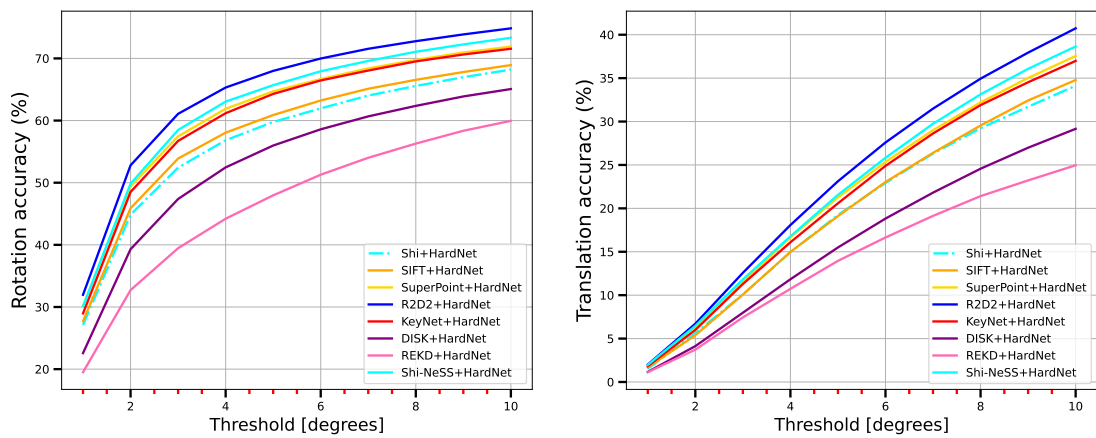 Rotation accuracy (%)
70
60
50
40
30
20
2
4
6
8
10
Threshold [degrees]
Shi+HardNet
SIFT+HardNet
SuperPoint+HardNet
R2D2+HardNet
KeyNet+HardNet
DISK+HardNet
REKD+HardNet
Shi-NeSS+HardNet
Translation accuracy (%)
40
35
30
25
20
15
10
5
0
2
4
6
8
10
Threshold [degrees]
Shi+HardNet
SIFT+HardNet
SuperPoint+HardNet
R2D2+HardNet
KeyNet+HardNet
DISK+HardNet
REKD+HardNet
Shi-NeSS+HardNet